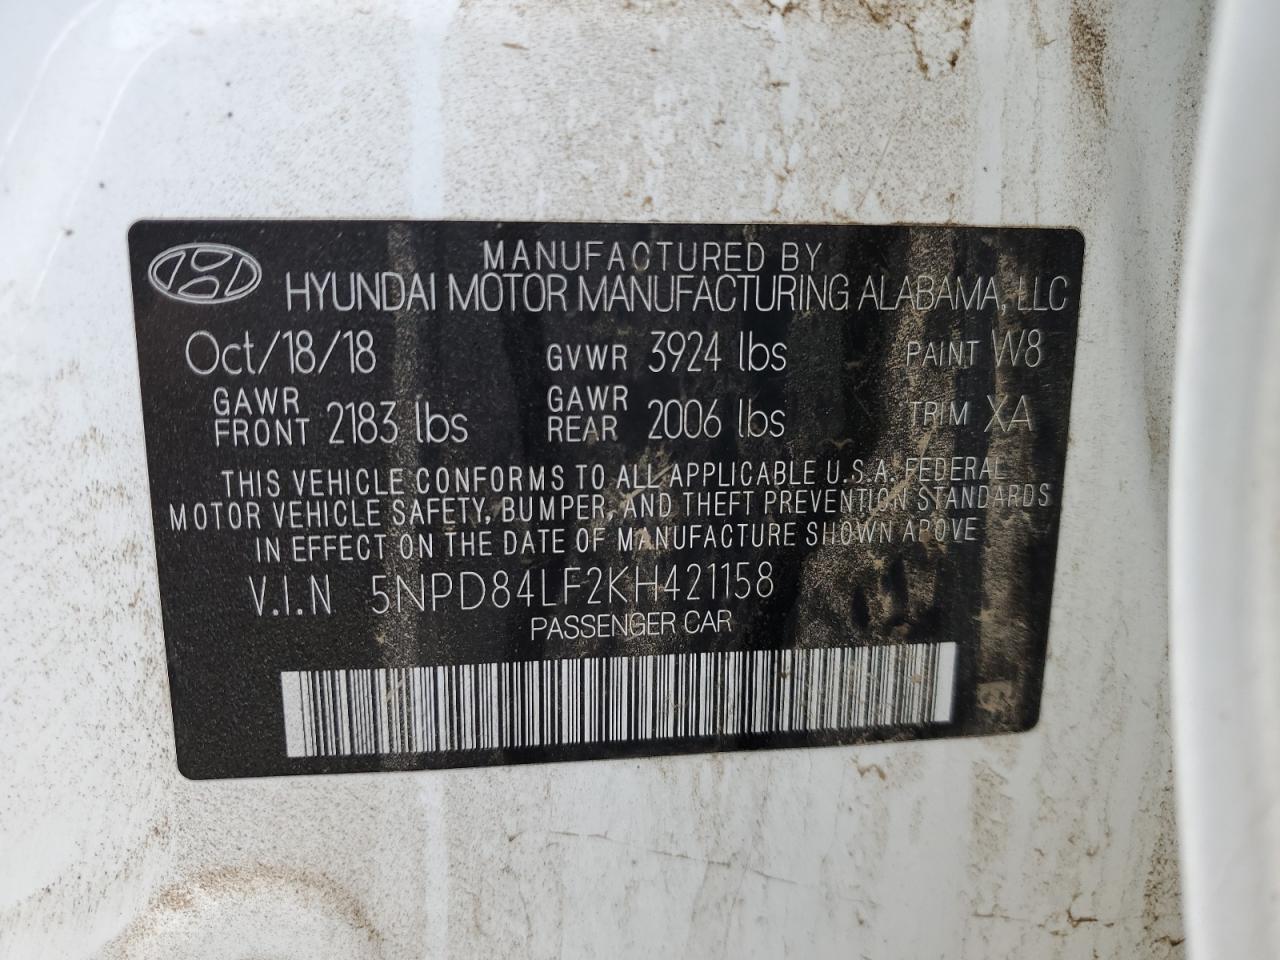 MANUFACTURED BY
HYUNDAI MOTOR MANUFACTURING ALABAMA, LLC
Oct/18/18 GVWR 3924 lbs PAINT W8
GAWR FRONT 2183 lbs GAWR REAR 2006 lbs TRIM XA
THIS VEHICLE CONFORMS TO ALL APPLICABLE U.S.A. FEDERAL
MOTOR VEHICLE SAFETY, BUMPER, AND THEFT PREVENTION STANDARDS
IN EFFECT ON THE DATE OF MANUFACTURE SHOWN ABOVE
V.I.N 5NPD84LF2KH421158
PASSENGER CAR